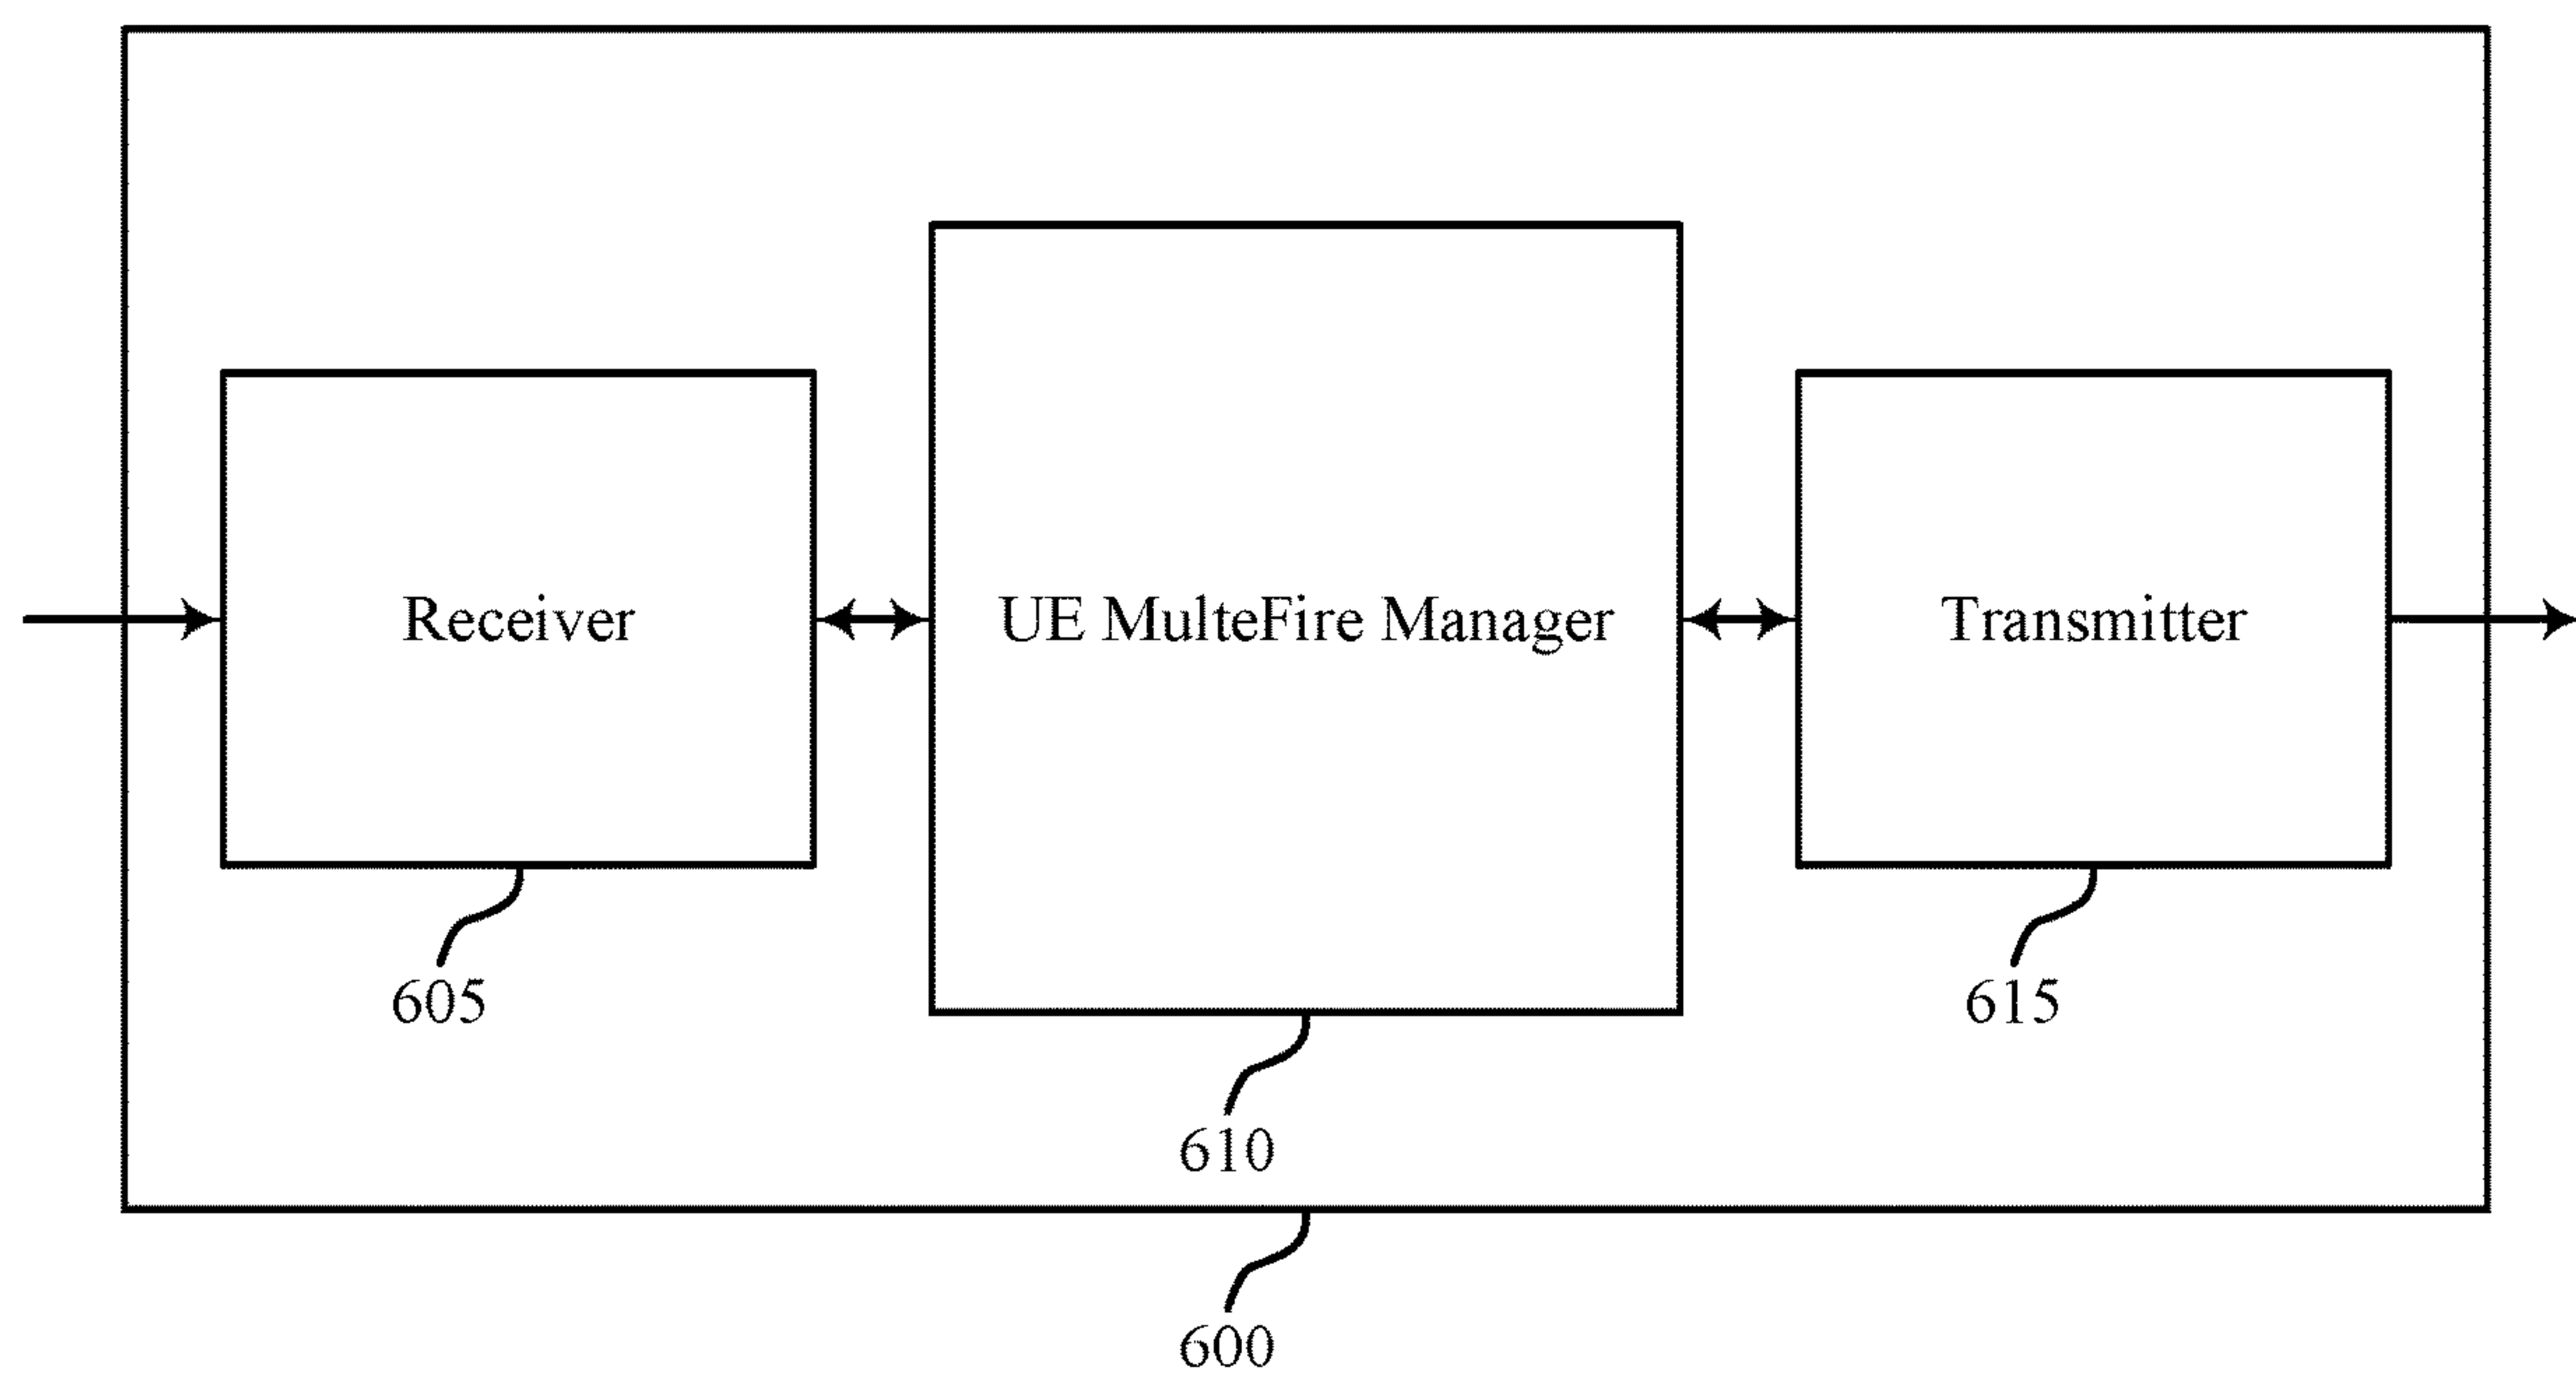 Receiver
UE MulteFire Manager
Transmitter
605
615
610
600